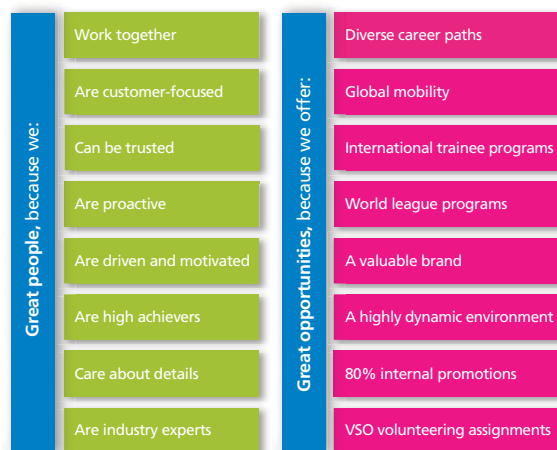 Great people, because we:
Work together
Are customer-focused
Can be trusted
Are proactive
Are driven and motivated
Are high achievers
Care about details
Are industry experts
Great opportunities, because we offer:
Diverse career paths
Global mobility
International trainee programs
World league programs
A valuable brand
A highly dynamic environment
80% internal promotions
VSO volunteering assignments